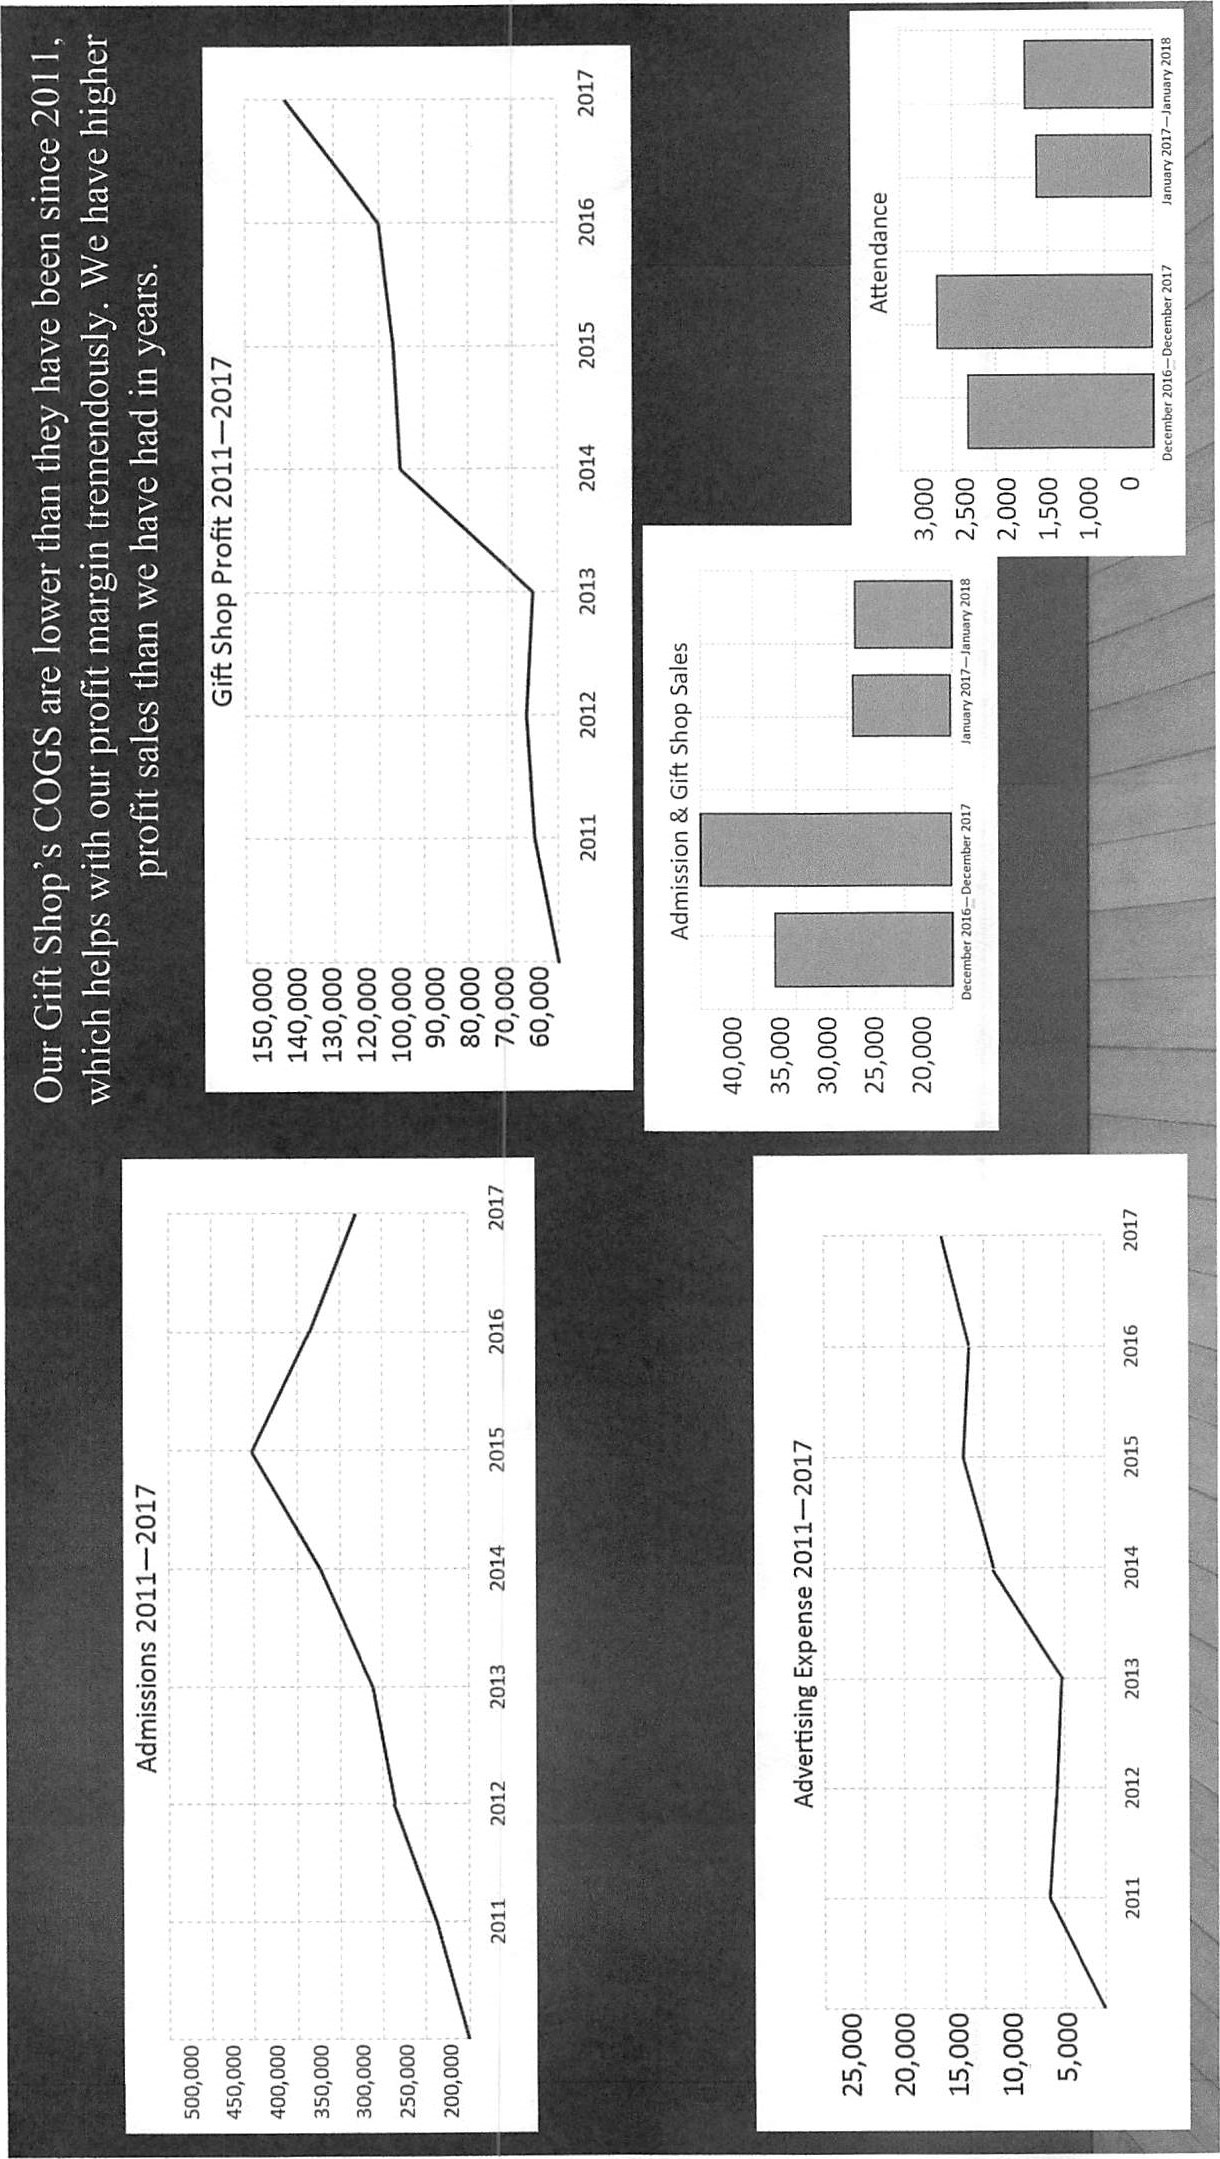 Our Gift Shop's COGS are lower than they have been since 2011,
which helps with our profit margin tremendously. We have higher
profit sales than we have had in years.
Admissions 2011—2017
500,000
450,000
400,000
350,000
300,000
250,000
200,000
2011 2012 2013 2014 2015 2016 2017
Gift Shop Profit 2011—2017
150,000
140,000
130,000
120,000
100,000
90,000
80,000
70,000
60,000
2011 2012 2013 2014 2015 2016 2017
Advertising Expense 2011—2017
25,000
20,000
15,000
10,000
5,000
2011 2012 2013 2014 2015 2016 2017
Admission & Gift Shop Sales
40,000
35,000
30,000
25,000
20,000
December 2016—December 2017 January 2017—January 2018
Attendance
3,000
2,500
2,000
1,500
1,000
0
December 2016—December 2017 January 2017—January 2018